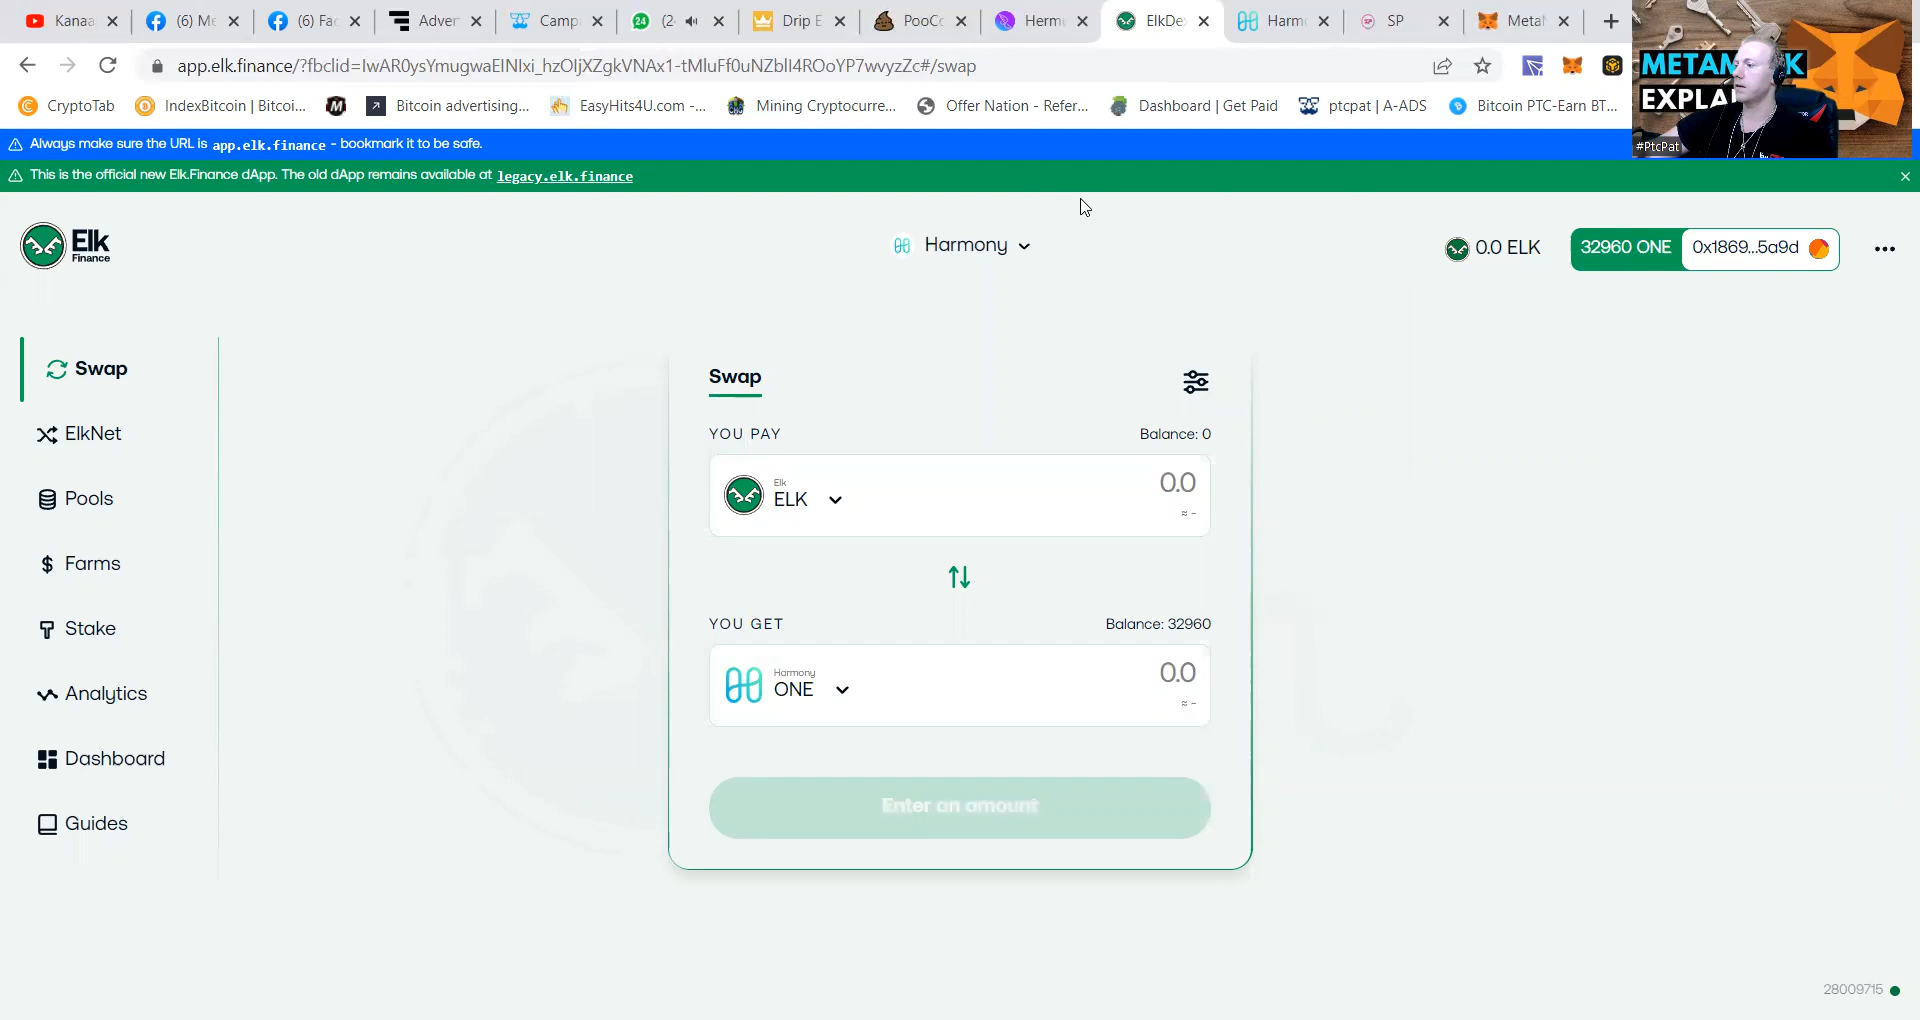 Kanaa
(6) Me
(6) Fac
Adver
Camp
24
(2
Drip E
PooCo
Herm
ElkDe
Harm
SP
Meta
app.elk.finance/?fbclid=IwAR0ysYmugwaEINIxi_hzOljXZgkVNAx1-tMluFf0uNZblI4ROoYP7wvyzZc#/swap
METAM
K
EXPLA
#PtcPat
CryptoTab
IndexBitcoin | Bitcoi...
Bitcoin advertising...
EasyHits4U.com -...
Mining Cryptocurre...
Offer Nation - Refer...
Dashboard | Get Paid
ptcpat | A-ADS
Bitcoin PTC-Earn BT...
Always make sure the URL is app.elk.finance - bookmark it to be safe.
This is the official new Elk.Finance dApp. The old dApp remains available at legacy.elk.finance
Elk
Finance
Harmony
0.0 ELK
32960 ONE
0x1869...5a9d
Swap
ElkNet
Pools
Farms
Stake
Analytics
Dashboard
Guides
Swap
YOU PAY
Balance: 0
Elk
ELK
0.0
≈ -
YOU GET
Balance: 32960
Harmony
ONE
0.0
≈ -
Enter an amount
28009715